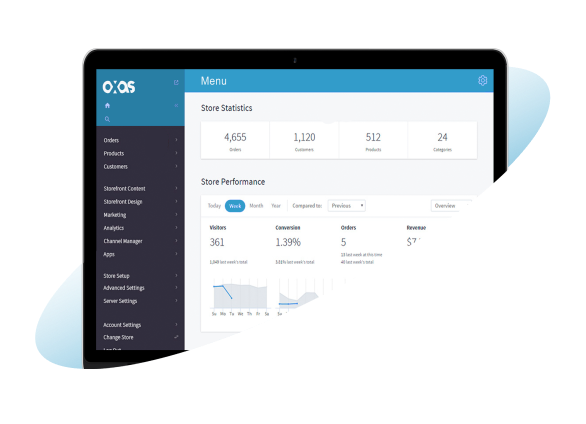 o:as
Menu
Orders
Products
Customers
Storefront Content
Storefront Design
Marketing
Analytics
Channel Manager
Apps
Store Setup
Advanced Settings
Server Settings
Account Settings
Change Store
Log Out
Store Statistics
4,655 1,120 512 24
Orders Customers Products Categories
Store Performance
Today Week Month Year Compared to: Previous Overview
Visitors Conversion Orders Revenue
361 1.39% 5 $7
13 last week at this time
1,949 last week's total last week's total 40 last week's total
Su Mo Tu We Th Fr Sa Su